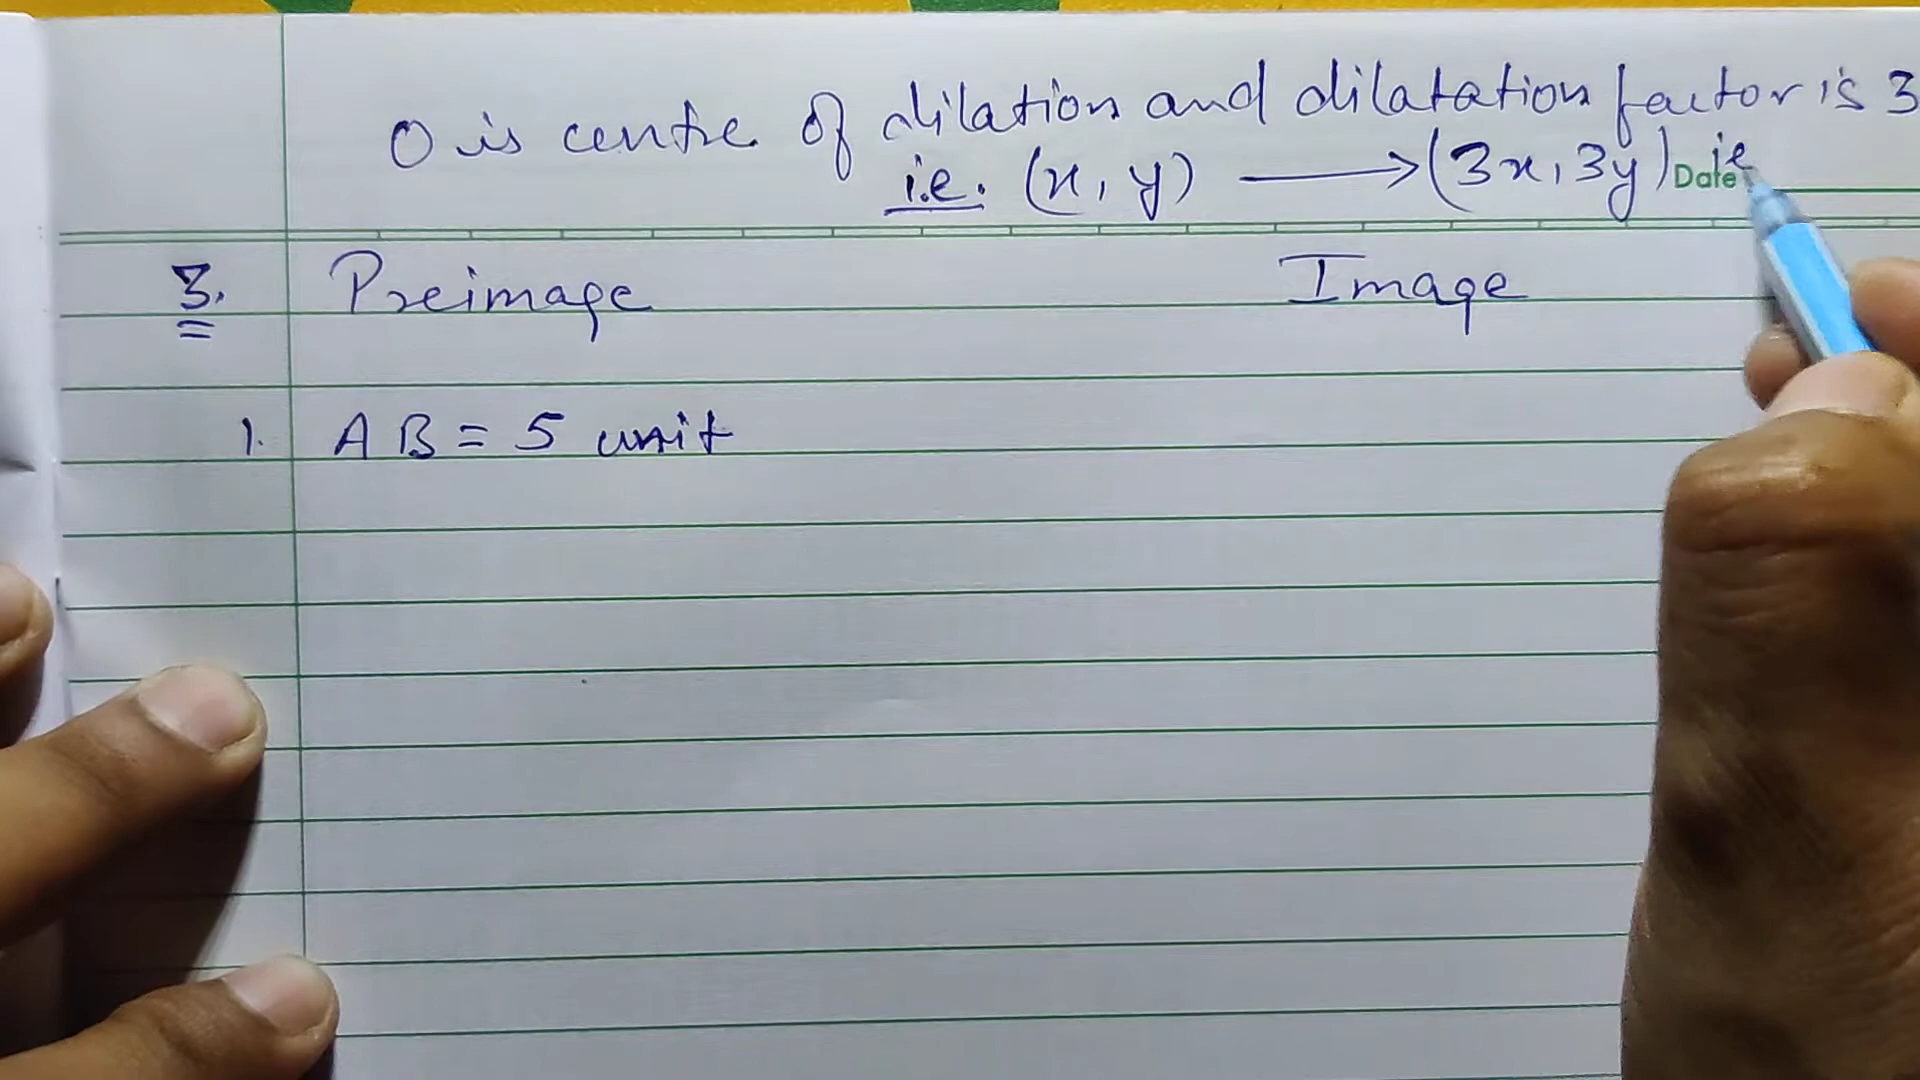 O is centre of dilation and dilatation factor is 3
i.e. (x, y) ⟶ (3x, 3y) ie
Date
3. Preimage Image
1. AB = 5 unit